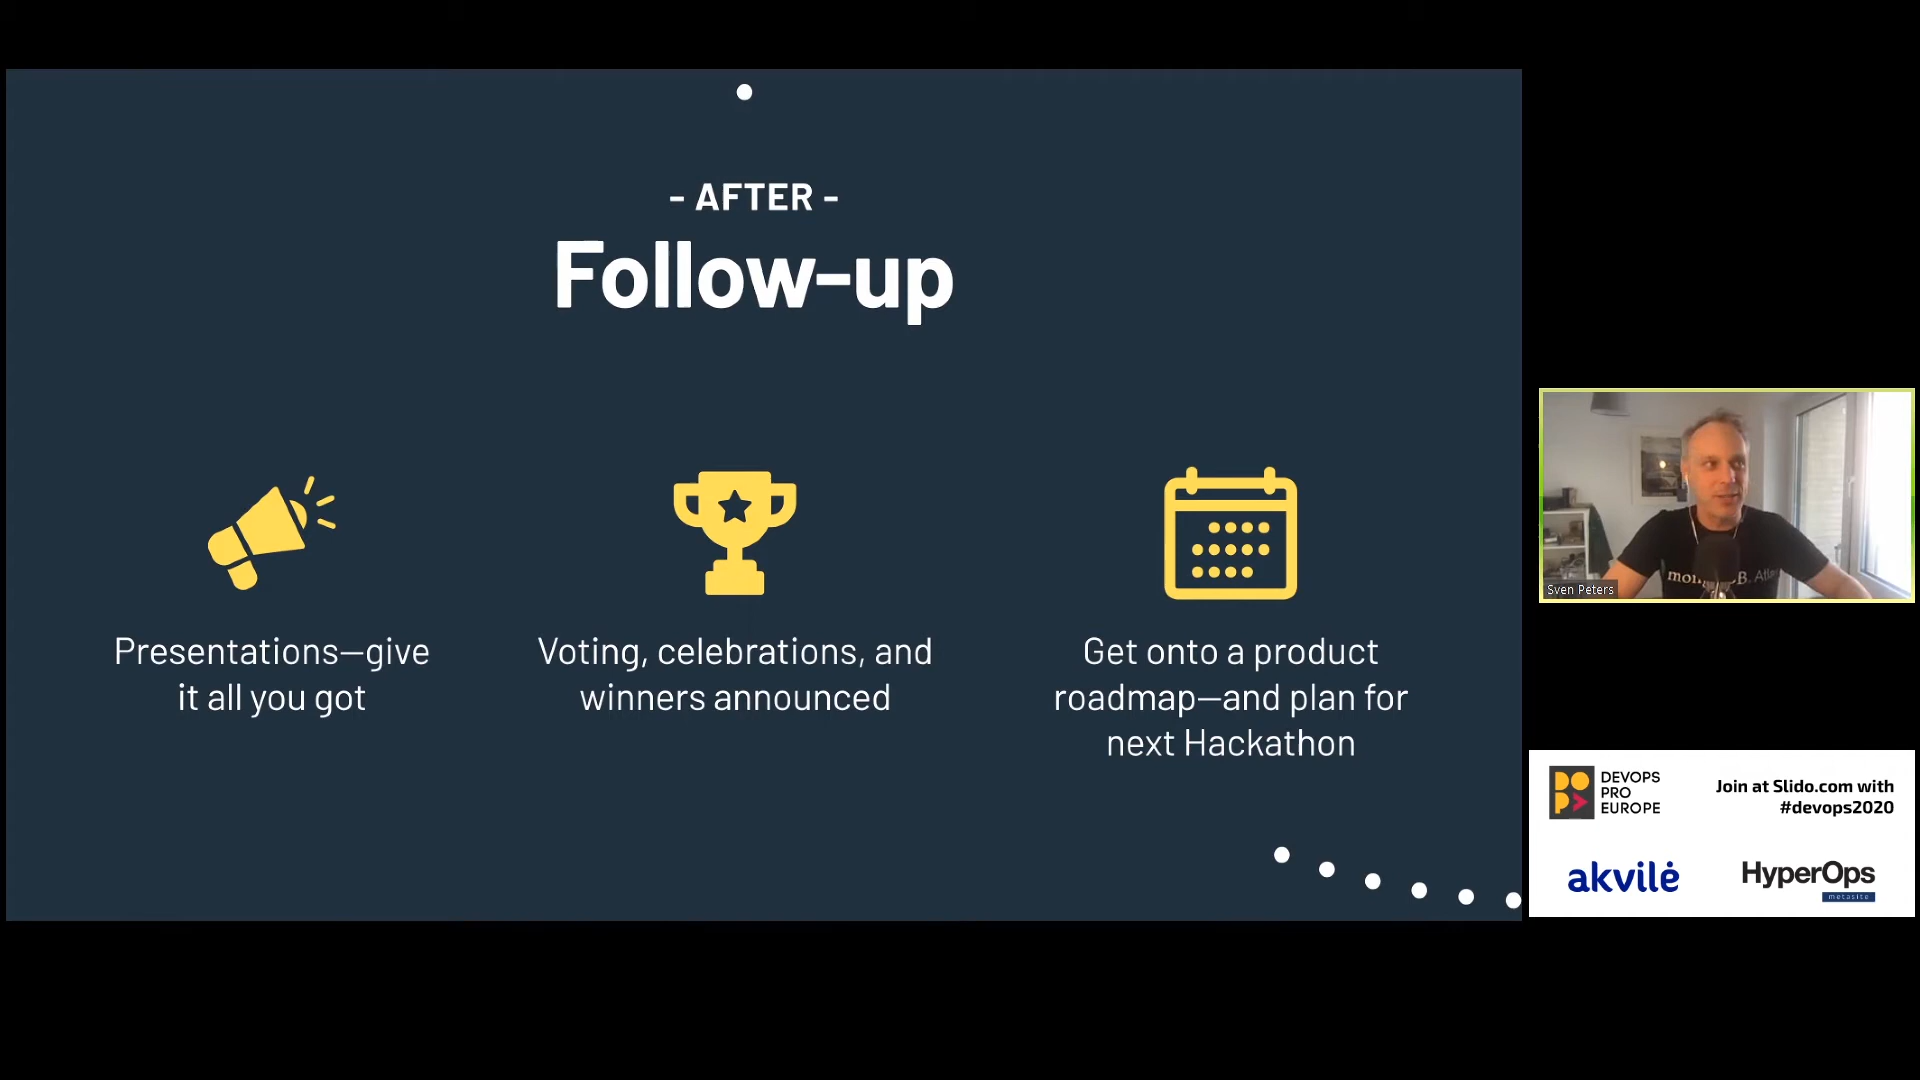 - AFTER -
Follow-up
Presentations—give
it all you got
Voting, celebrations, and
winners announced
Get onto a product
roadmap—and plan for
next Hackathon
Sven Peters
DEVOPS
PRO
EUROPE
Join at Slido.com with
#devops2020
akvilė
HyperOps
metasite